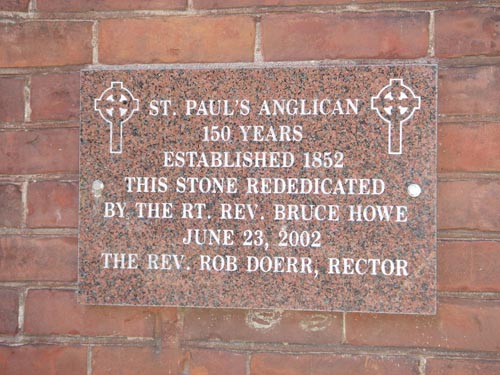 ST. PAUL'S ANGLICAN
150 YEARS
ESTABLISHED 1852
THIS STONE REDEDICATED
BY THE RT. REV. BRUCE HOWE
JUNE 23, 2002
THE REV. ROB DOERR, RECTOR